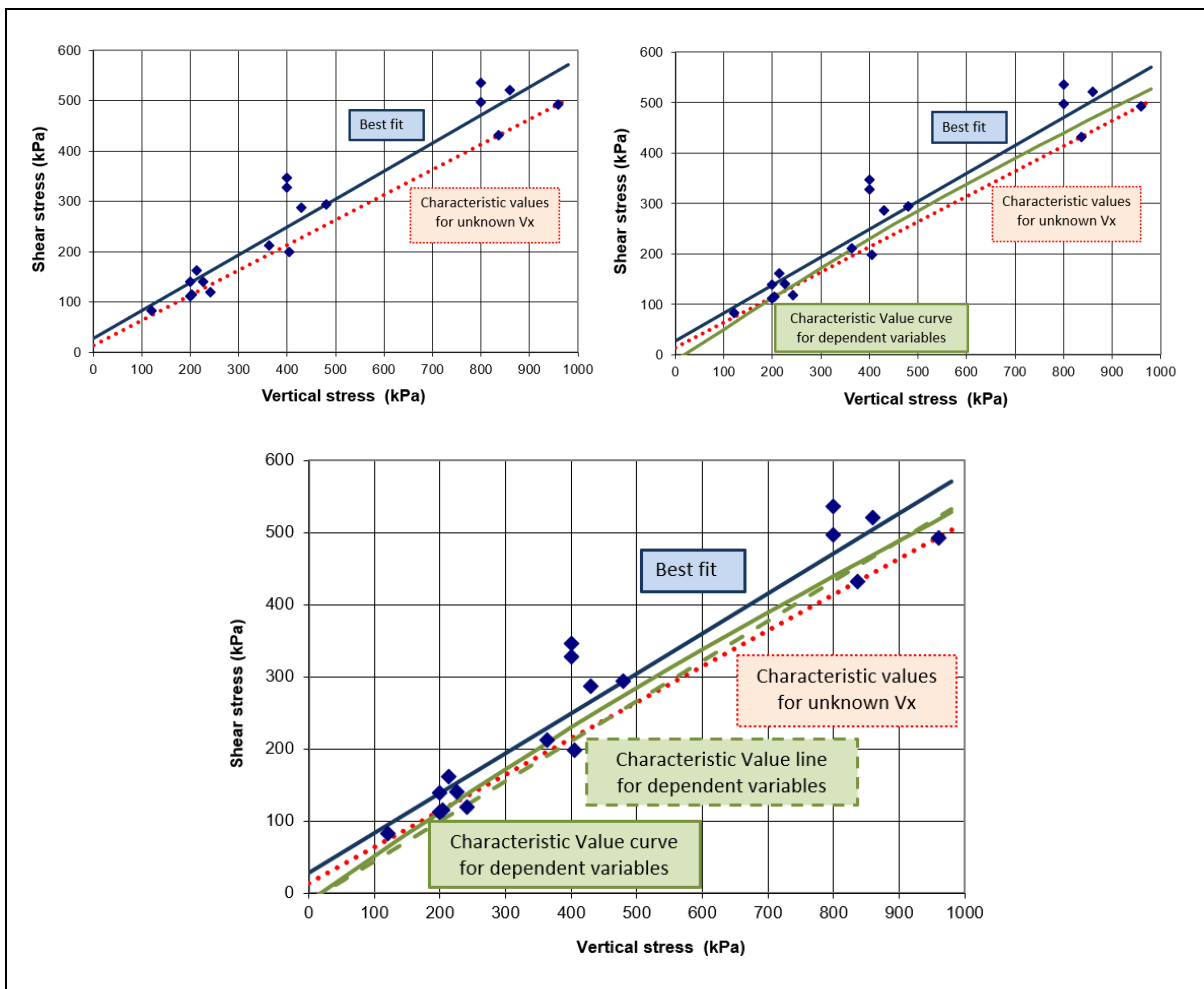 600
500
400
300
200
100
0
Shear stress (kPa)
Best fit
Characteristic values
for unknown Vx
0 100 200 300 400 500 600 700 800 900 1000
Vertical stress (kPa)
600
500
400
300
200
100
0
Shear stress (kPa)
Best fit
Characteristic values
for unknown Vx
Characteristic Value curve
for dependent variables
0 100 200 300 400 500 600 700 800 900 1000
Vertical stress (kPa)
600
500
400
300
200
100
0
Shear stress (kPa)
Best fit
Characteristic values
for unknown Vx
Characteristic Value line
for dependent variables
Characteristic Value curve
for dependent variables
0 100 200 300 400 500 600 700 800 900 1000
Vertical stress (kPa)